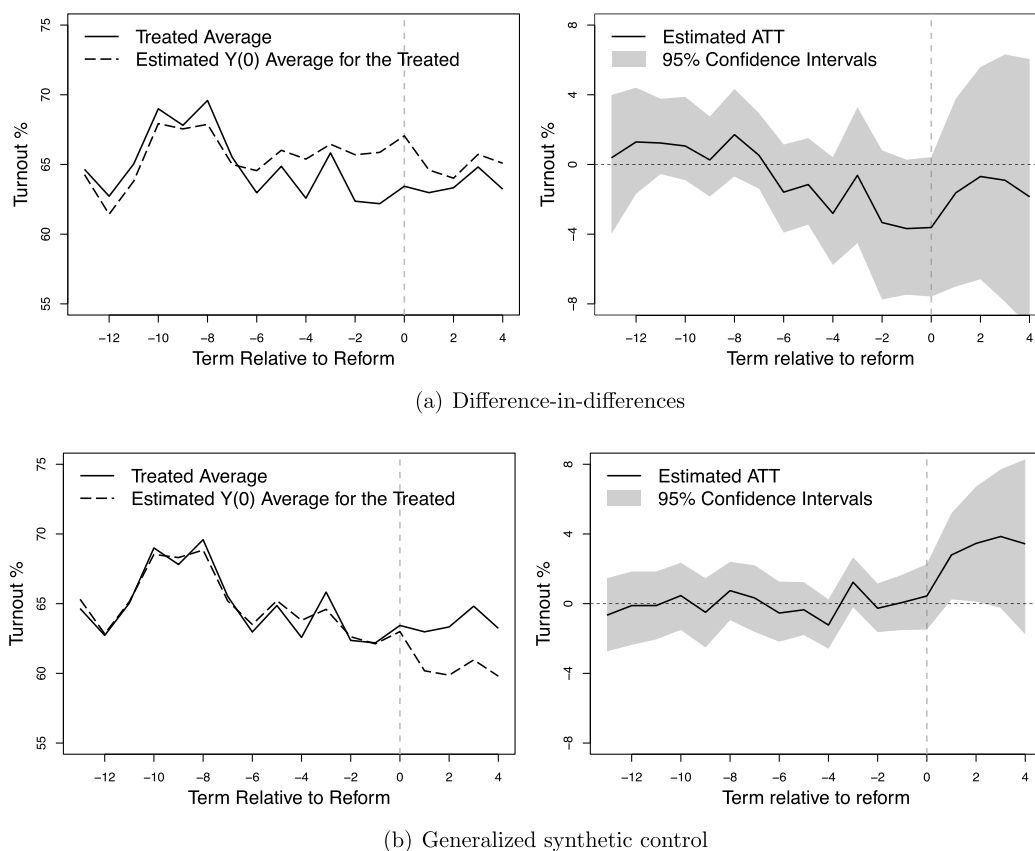 Treated Average
Estimated Y(0) Average for the Treated
Turnout %
75
70
65
60
55
−12 −10 −8 −6 −4 −2 0 2 4
Term Relative to Reform
Estimated ATT
95% Confidence Intervals
Turnout %
8
4
0
−4
−8
−12 −10 −8 −6 −4 −2 0 2 4
Term relative to reform
(a) Difference-in-differences
Treated Average
Estimated Y(0) Average for the Treated
Turnout %
75
70
65
60
55
−12 −10 −8 −6 −4 −2 0 2 4
Term Relative to Reform
Estimated ATT
95% Confidence Intervals
Turnout %
8
4
0
−4
−8
−12 −10 −8 −6 −4 −2 0 2 4
Term relative to reform
(b) Generalized synthetic control